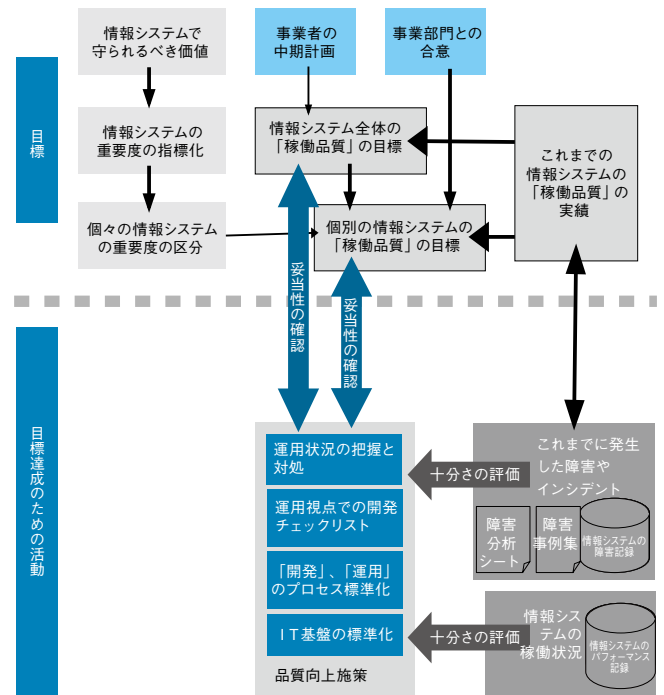 情報システムで
守られるべき価値
事業者の
中期計画
事業部門との
合意
目標
情報システムの
重要度の指標化
情報システム全体の
「稼働品質」の目標
これまでの
情報システムの
「稼働品質」の
実績
個々の情報システム
の重要度の区分
個別の情報システムの
「稼働品質」の目標
妥当性の確認
妥当性の確認
目標達成のための活動
運用状況の把握と
対処
運用視点での開発
チェックリスト
「開発」、「運用」
のプロセス標準化
IT基盤の標準化
品質向上施策
十分さの評価
これまでに発生
した障害や
インシデント
障害
分析
シート
障害
事例集
情報システムの
障害記録
十分さの評価
情報シス
テムの
稼働状況
情報システムの
パフォーマンス
記録